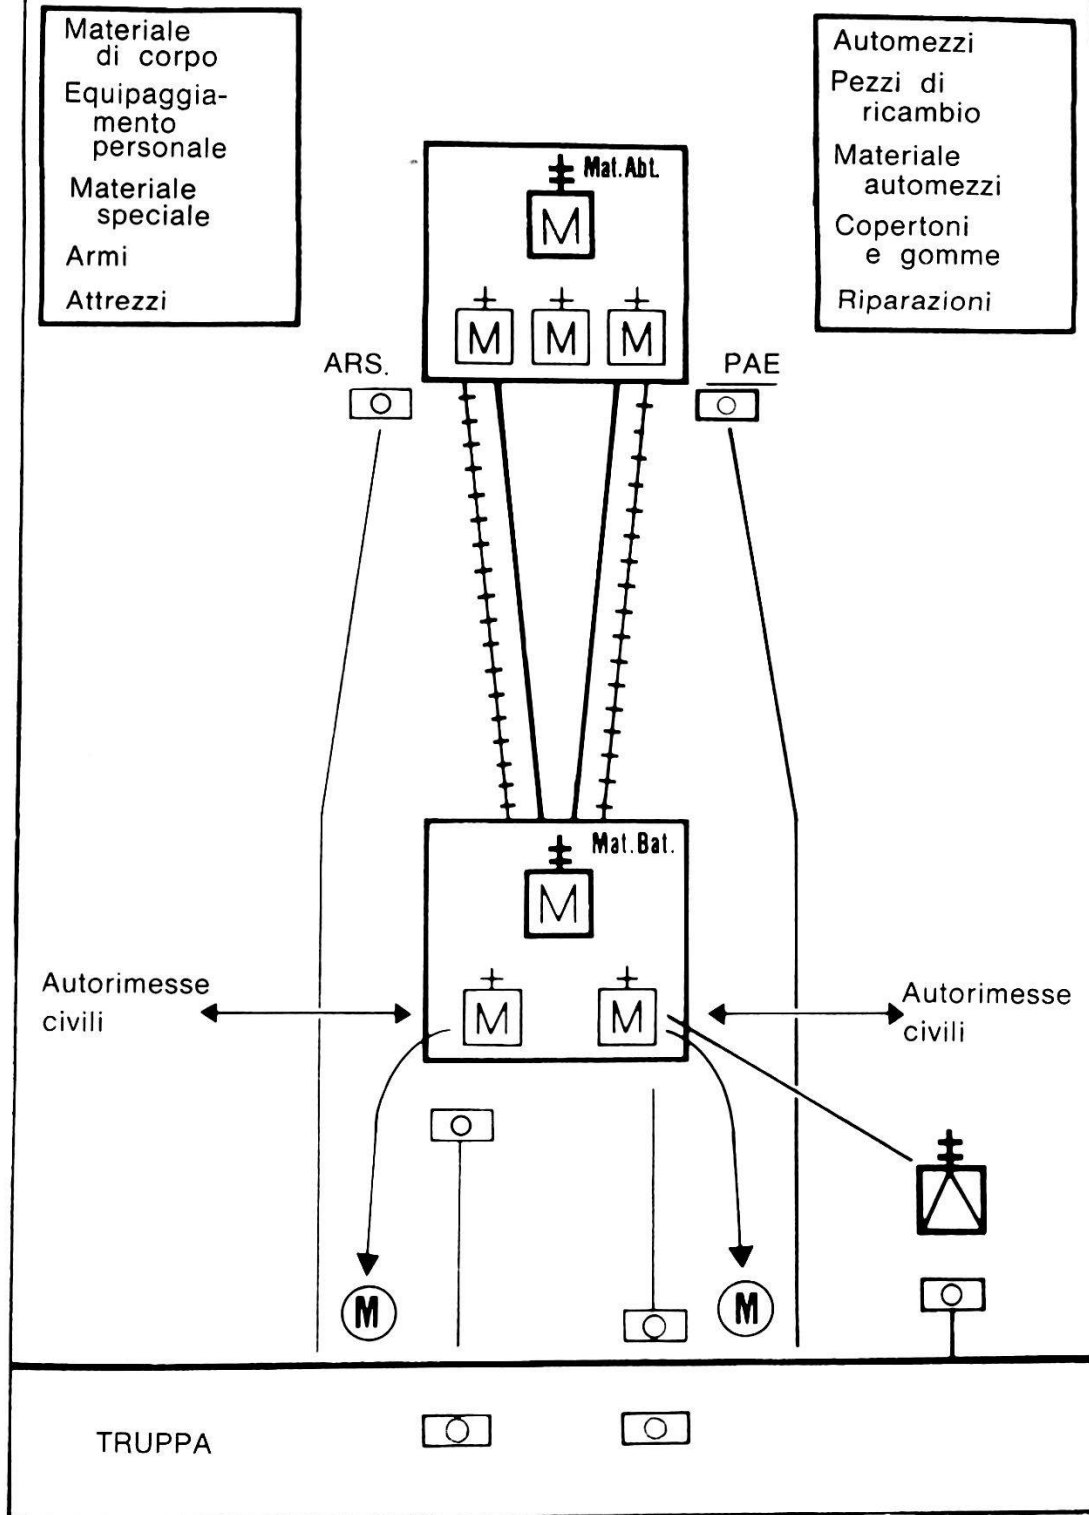 Materiale
di corpo
Equipaggia-
mento
personale
Materiale
speciale
Armi
Attrezzi
Automezzi
Pezzi di
ricambio
Materiale
automezzi
Copertoni
e gomme
Riparazioni
Mat.Abt.
M
M M M
ARS.
PAE
Mat.Bat.
M
M M
Autorimesse
civili
Autorimesse
civili
M
M
TRUPPA